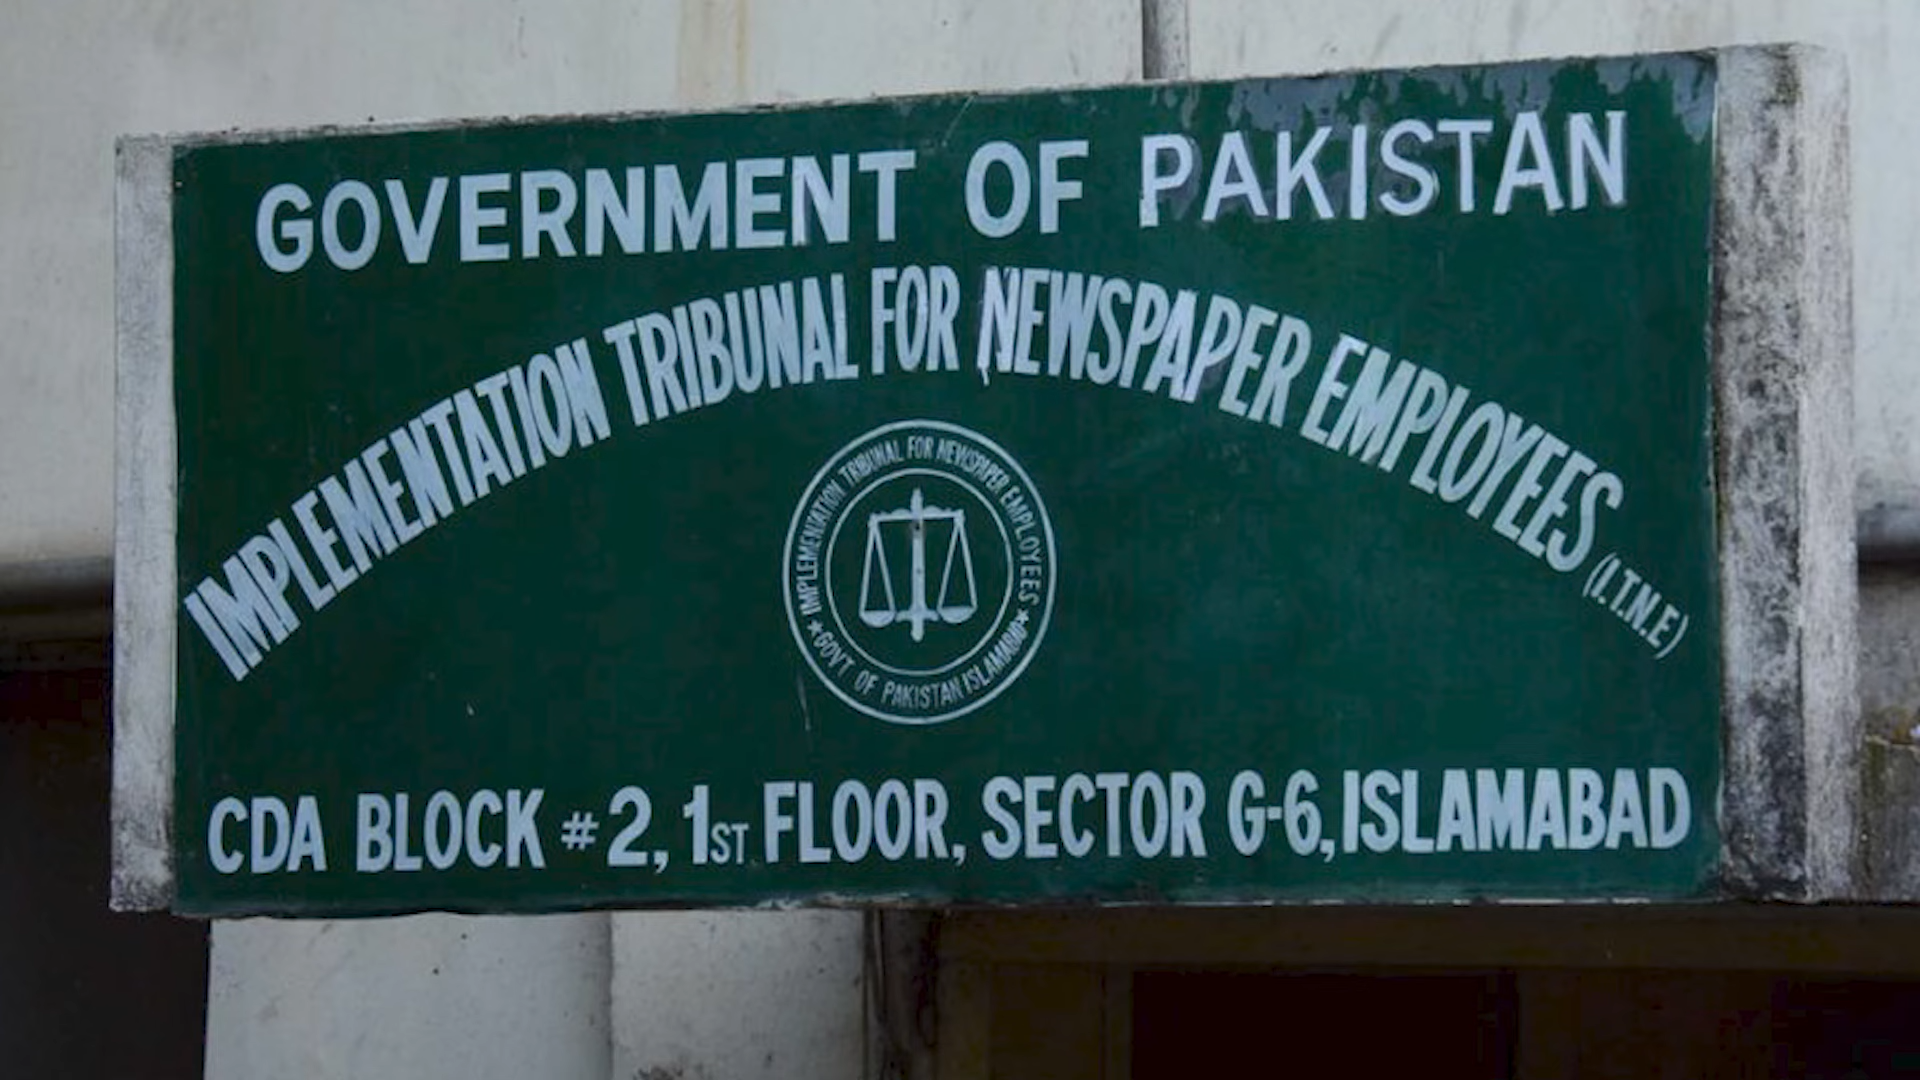 GOVERNMENT OF PAKISTAN
IMPLEMENTATION TRIBUNAL FOR NEWSPAPER EMPLOYEES (I.T.N.E)
IMPLEMENTATION TRIBUNAL FOR NEWSPAPER EMPLOYEES
★ GOVT OF PAKISTAN ISLAMABAD ★
CDA BLOCK # 2, 1ST FLOOR, SECTOR G-6, ISLAMABAD